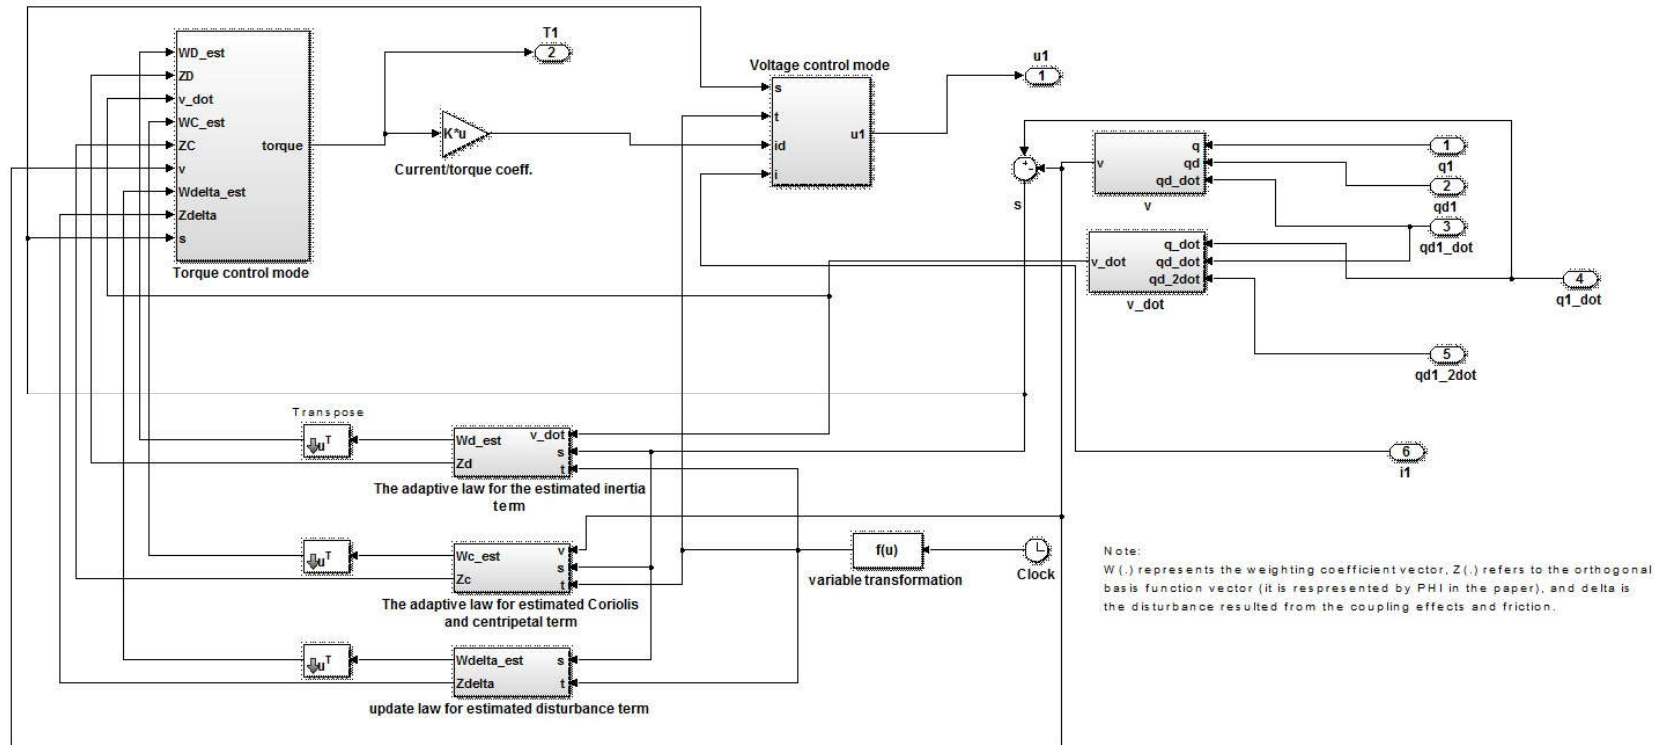 T1
2
WD_est
ZD
v_dot
WC_est
ZC
v
Wdelta_est
Zdelta
s
torque
Torque control mode
K*u
Current/torque coeff.
Voltage control mode
s
t
id
i
u1
u1
1
+
-
s
v
q
qd
qd_dot
v
v_dot
q_dot
qd_dot
qd_2dot
v_dot
1
q1
2
qd1
3
qd1_dot
4
q1_dot
5
qd1_2dot
6
i1
Transpose
uT
Wd_est
Zd
v_dot
s
t
The adaptive law for the estimated inertia
term
uT
Wc_est
Zc
v
s
t
The adaptive law for estimated Coriolis
and centripetal term
f(u)
variable transformation
Clock
uT
Wdelta_est
Zdelta
s
t
update law for estimated disturbance term
Note:
W(.) represents the weighting coefficient vector, Z(.) refers to the orthogonal
basis function vector (it is respresented by PHI in the paper), and delta is
the disturbance resulted from the coupling effects and friction.